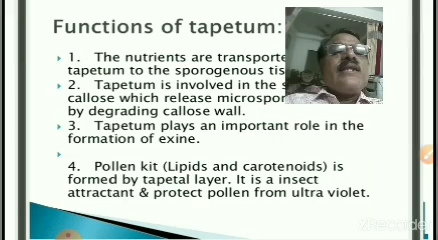 Functions of tapetum:
1. The nutrients are transporte
tapetum to the sporogenous tis
2. Tapetum is involved in the s
callose which release microspor
by degrading callose wall.
3. Tapetum plays an important role in the
formation of exine.
4. Pollen kit (Lipids and carotenoids) is
formed by tapetal layer. It is a insect
attractant & protect pollen from ultra violet.
XRecorder